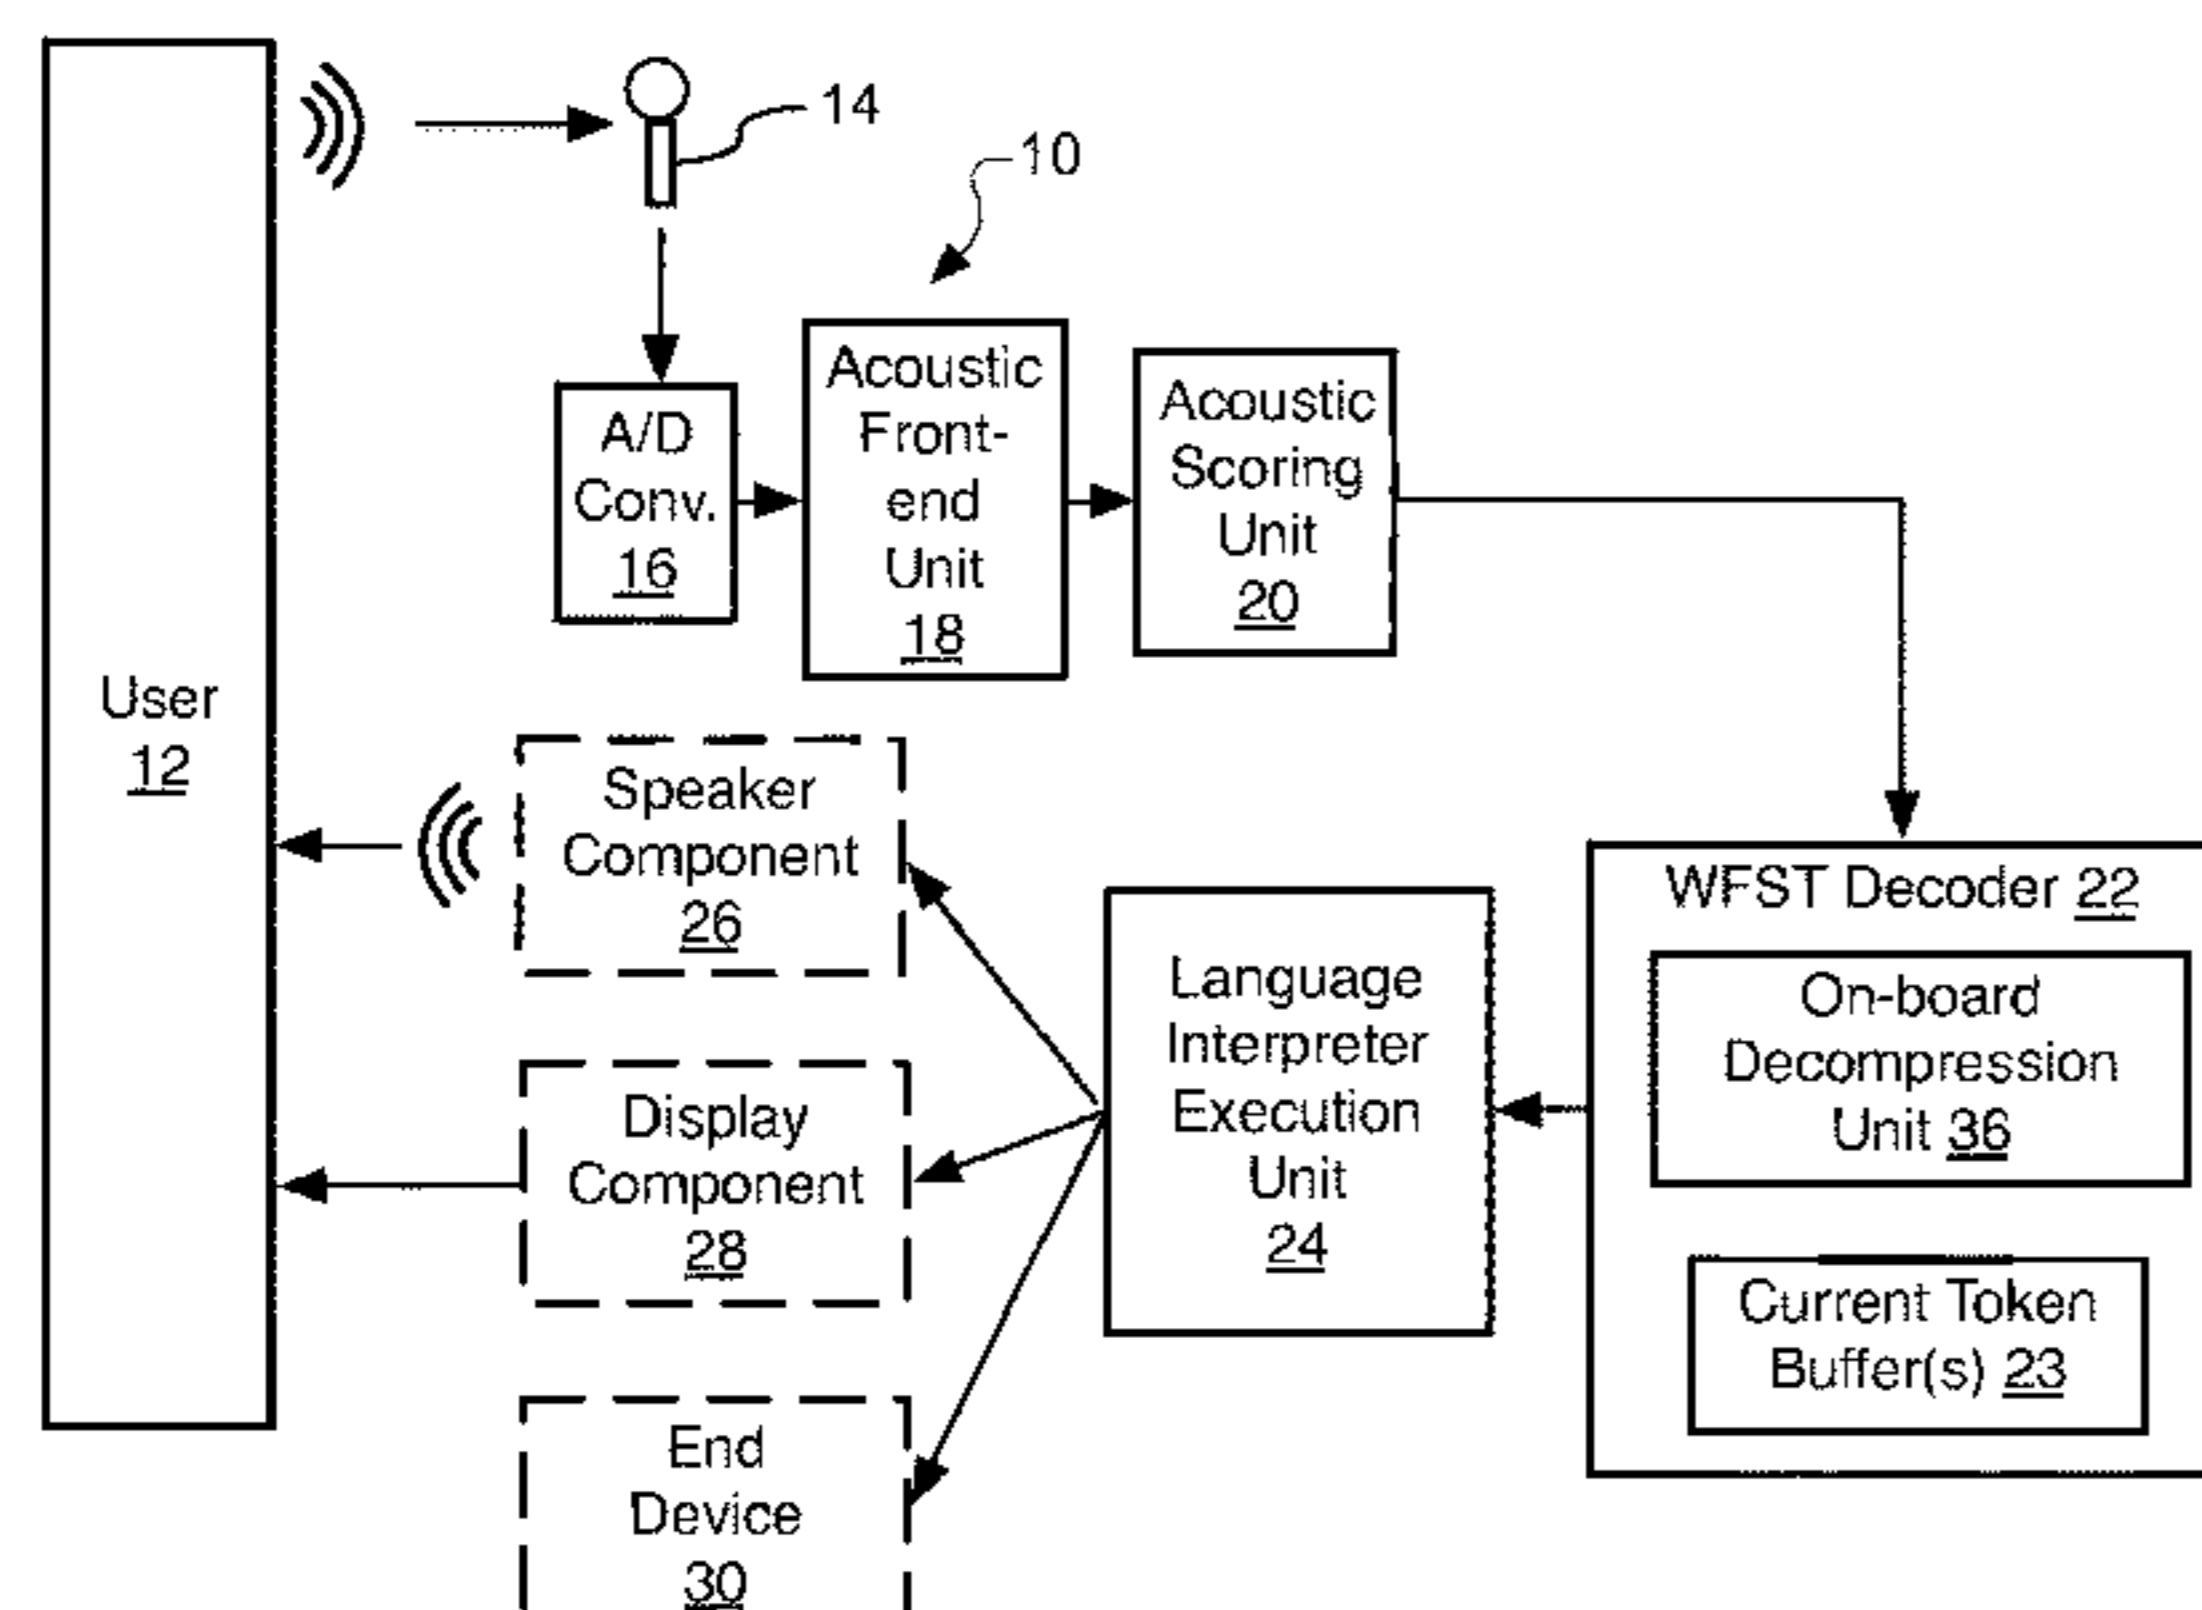 14
10
Acoustic
Front-
end
Unit
18
A/D
Conv.
16
Acoustic
Scoring
Unit
20
User
12
Speaker
Component
26
WFST Decoder 22
On-board
Decompression
Unit 36
Current Token
Buffer(s) 23
Language
Interpreter
Execution
Unit
24
Display
Component
28
End
Device
30